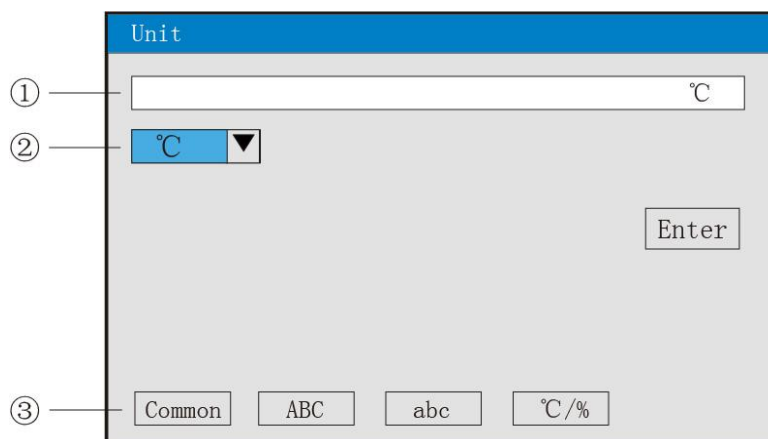 Unit
① ℃
② ℃ ▼
Enter
③ Common ABC abc ℃/%